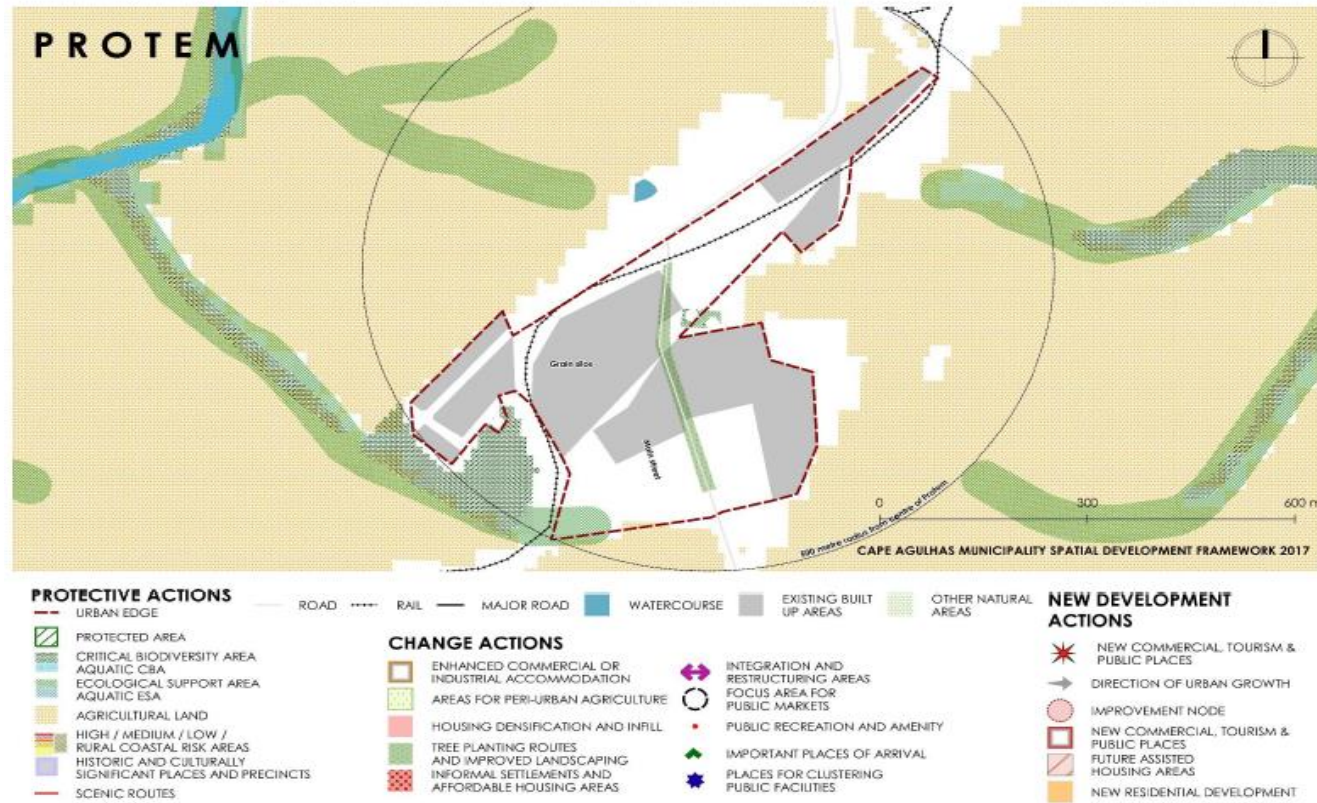 PROTEM
Grain silos
Main street
0 300 600 m
CAPE AGULHAS MUNICIPALITY SPATIAL DEVELOPMENT FRAMEWORK 2017
metre radius from centre of Protem
PROTECTIVE ACTIONS
URBAN EDGE
PROTECTED AREA
CRITICAL BIODIVERSITY AREA
AQUATIC CBA
ECOLOGICAL SUPPORT AREA
AQUATIC ESA
AGRICULTURAL LAND
HIGH / MEDIUM / LOW /
RURAL COASTAL RISK AREAS
HISTORIC AND CULTURALLY
SIGNIFICANT PLACES AND PRECINCTS
SCENIC ROUTES
ROAD
RAIL
MAJOR ROAD
WATERCOURSE
EXISTING BUILT
UP AREAS
OTHER NATURAL
AREAS
CHANGE ACTIONS
ENHANCED COMMERCIAL OR
INDUSTRIAL ACCOMMODATION
AREAS FOR PERI-URBAN AGRICULTURE
HOUSING DENSIFICATION AND INFILL
TREE PLANTING ROUTES
AND IMPROVED LANDSCAPING
INFORMAL SETTLEMENTS AND
AFFORDABLE HOUSING AREAS
INTEGRATION AND
RESTRUCTURING AREAS
FOCUS AREA FOR
PUBLIC MARKETS
PUBLIC RECREATION AND AMENITY
IMPORTANT PLACES OF ARRIVAL
PLACES FOR CLUSTERING
PUBLIC FACILITIES
NEW DEVELOPMENT
ACTIONS
NEW COMMERCIAL, TOURISM &
PUBLIC PLACES
DIRECTION OF URBAN GROWTH
IMPROVEMENT NODE
NEW COMMERCIAL, TOURISM &
PUBLIC PLACES
FUTURE ASSISTED
HOUSING AREAS
NEW RESIDENTIAL DEVELOPMENT